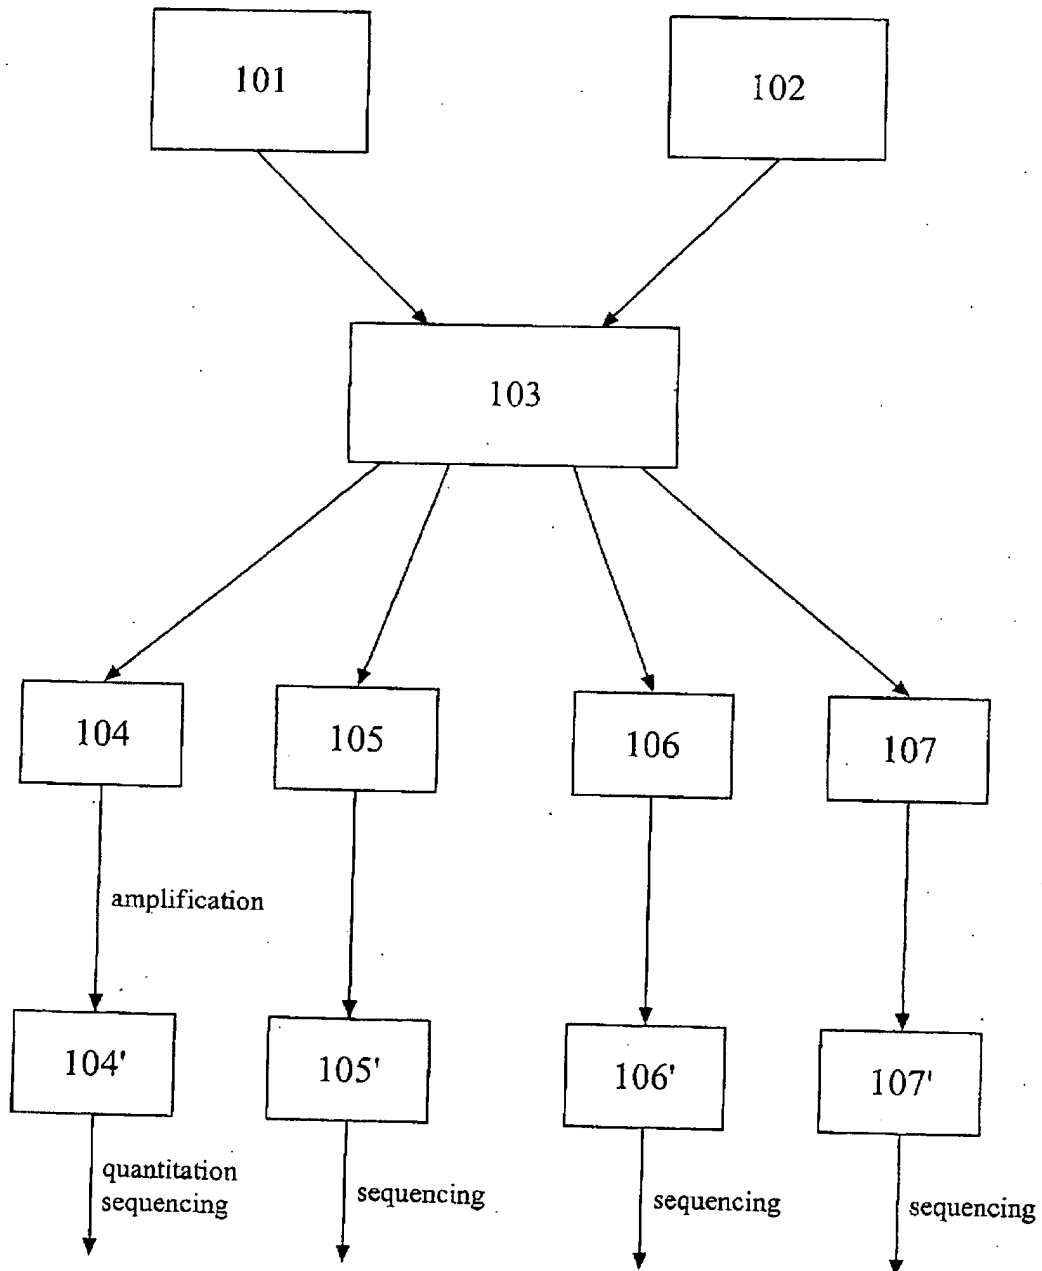 101
102
103
104
105
106
107
amplification
104'
105'
106'
107'
quantitation
sequencing
sequencing
sequencing
sequencing